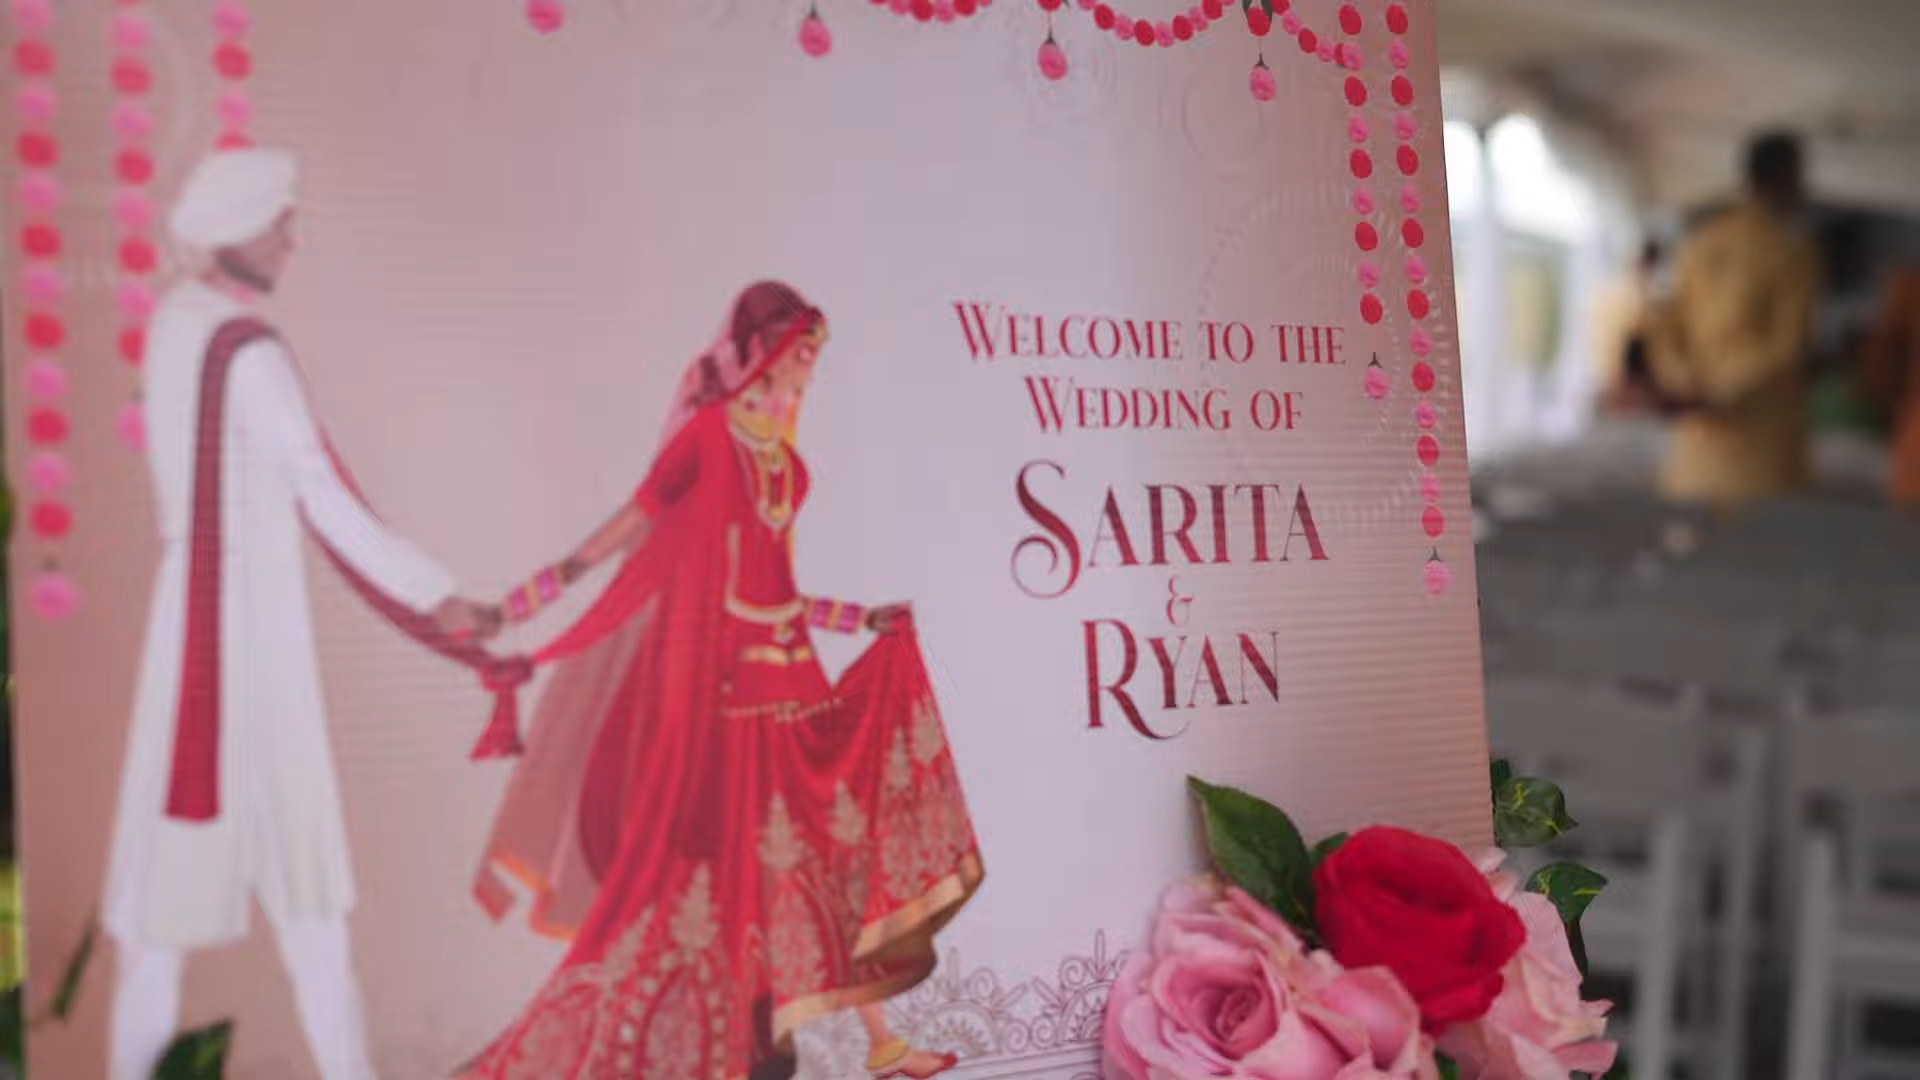 WELCOME TO THE
WEDDING OF
SARITA
&
RYAN